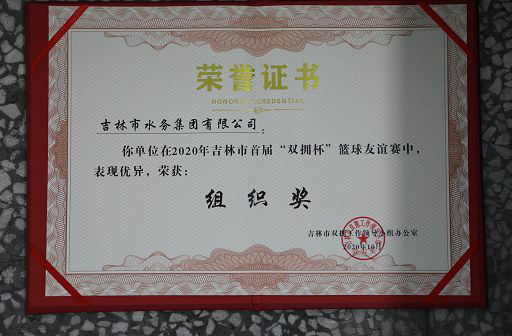 荣誉证书
HONORARY CREDENTIAL
吉林市水务集团有限公司：
你单位在2020年吉林市首届“双拥杯”篮球友谊赛中，
表现优异，荣获：
组织奖
吉林市双拥工作领导小组办公室
2020年10月